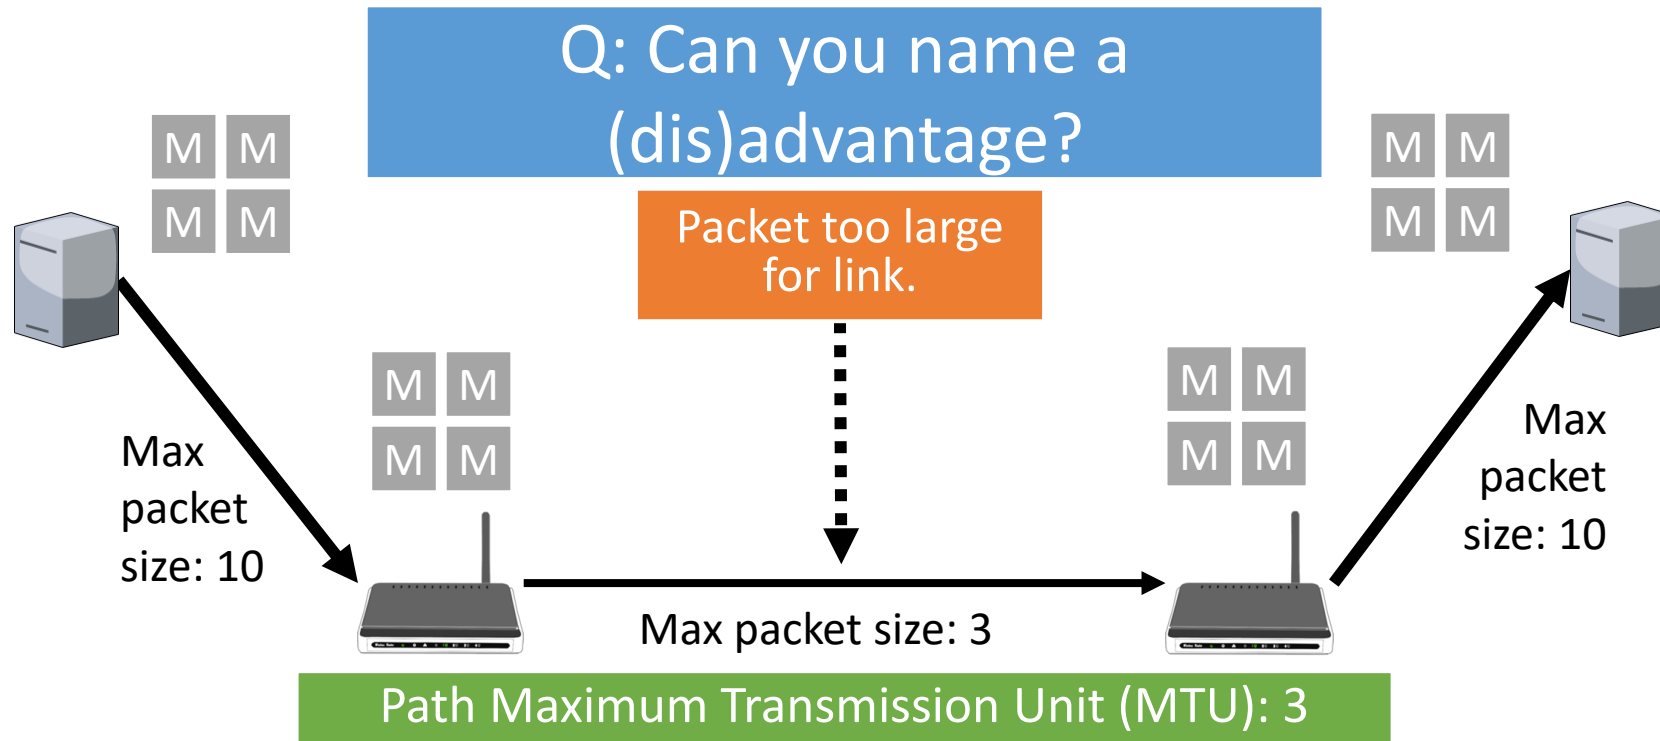 Q: Can you name a
(dis)advantage?
M M
M M
M M
M M
Packet too large
for link.
M M
M M
M M
M M
Max
packet
size: 10
Max
packet
size: 10
Max packet size: 3
Path Maximum Transmission Unit (MTU): 3